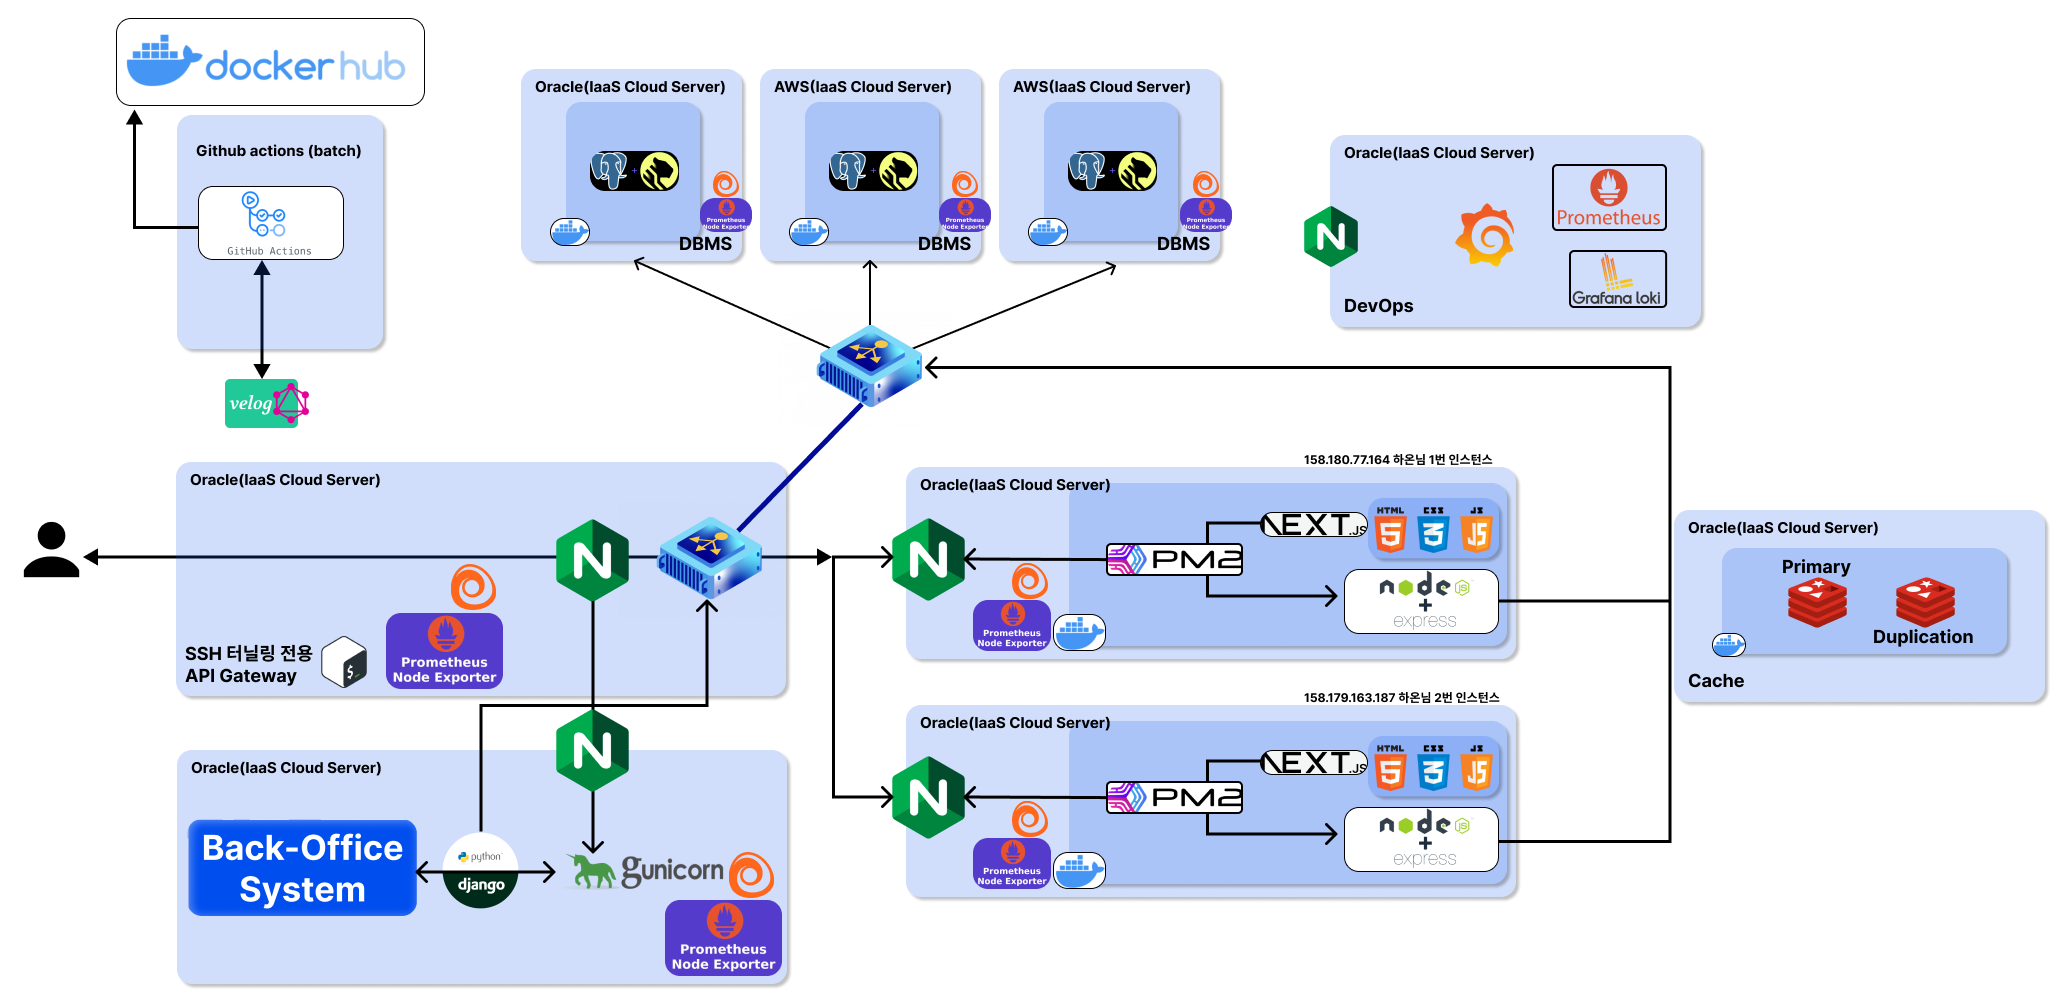 dockerhub
Github actions (batch)
GitHub Actions
velog
Oracle(IaaS Cloud Server)
+
Prometheus
Node Exporter
DBMS
AWS(IaaS Cloud Server)
+
Prometheus
Node Exporter
DBMS
AWS(IaaS Cloud Server)
+
Prometheus
Node Exporter
DBMS
Oracle(IaaS Cloud Server)
N
Prometheus
Grafana loki
DevOps
Oracle(IaaS Cloud Server)
N
SSH 터널링 전용
API Gateway
$
Prometheus
Node Exporter
158.180.77.164 하온님 1번 인스턴스
Oracle(IaaS Cloud Server)
N
PM2
NEXT.JS
HTML
5
CSS
3
JS
JS
node
JS
+
express
Prometheus
Node Exporter
158.179.163.187 하온님 2번 인스턴스
Oracle(IaaS Cloud Server)
N
PM2
NEXT.JS
HTML
5
CSS
3
JS
JS
node
JS
+
express
Prometheus
Node Exporter
Oracle(IaaS Cloud Server)
Primary
Duplication
Cache
Oracle(IaaS Cloud Server)
N
Back-Office
System
python
django
gunicorn
Prometheus
Node Exporter